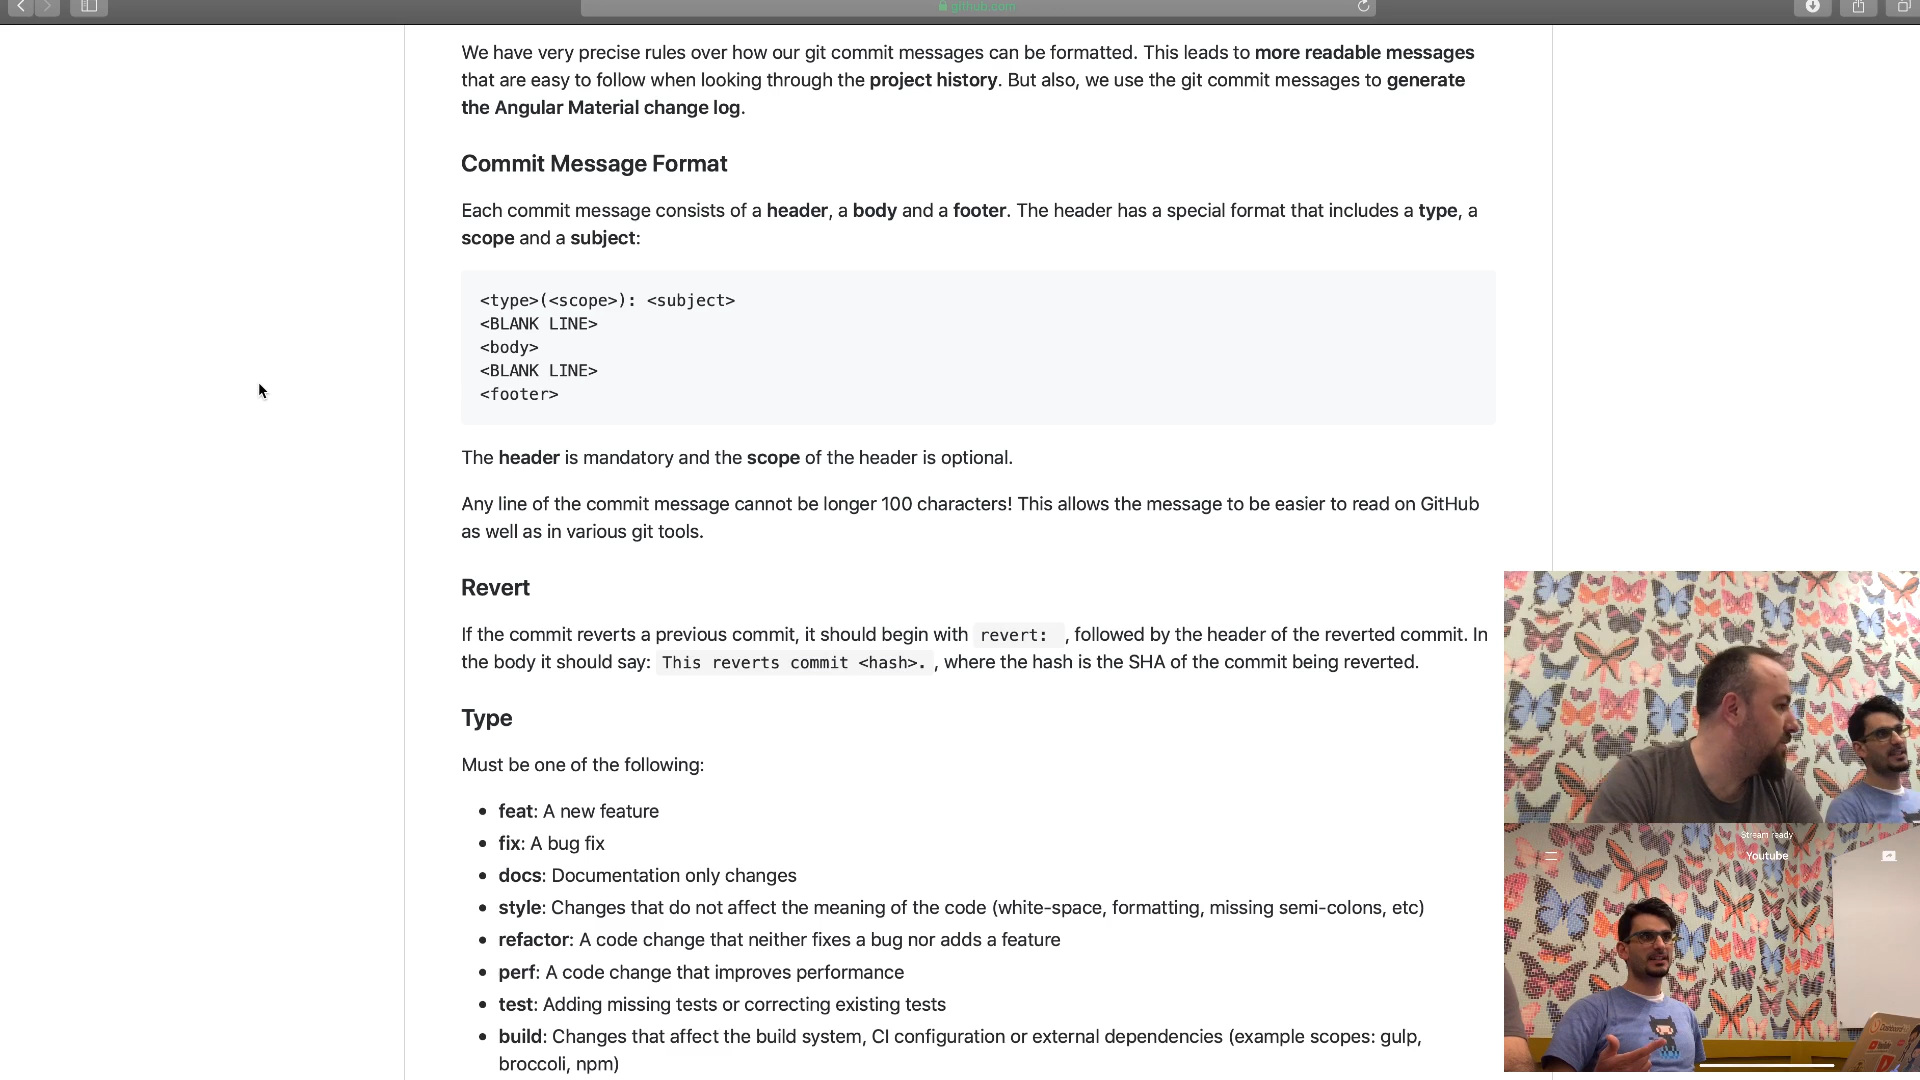 github.com
We have very precise rules over how our git commit messages can be formatted. This leads to more readable messages
that are easy to follow when looking through the project history. But also, we use the git commit messages to generate
the Angular Material change log.
Commit Message Format
Each commit message consists of a header, a body and a footer. The header has a special format that includes a type, a
scope and a subject:
<type>(<scope>): <subject>
<BLANK LINE>
<body>
<BLANK LINE>
<footer>
The header is mandatory and the scope of the header is optional.
Any line of the commit message cannot be longer 100 characters! This allows the message to be easier to read on GitHub
as well as in various git tools.
Revert
If the commit reverts a previous commit, it should begin with revert: , followed by the header of the reverted commit. In
the body it should say: This reverts commit <hash>. , where the hash is the SHA of the commit being reverted.
Type
Must be one of the following:
feat: A new feature
fix: A bug fix
docs: Documentation only changes
style: Changes that do not affect the meaning of the code (white-space, formatting, missing semi-colons, etc)
refactor: A code change that neither fixes a bug nor adds a feature
perf: A code change that improves performance
test: Adding missing tests or correcting existing tests
build: Changes that affect the build system, CI configuration or external dependencies (example scopes: gulp,
broccoli, npm)
Stream ready
Youtube